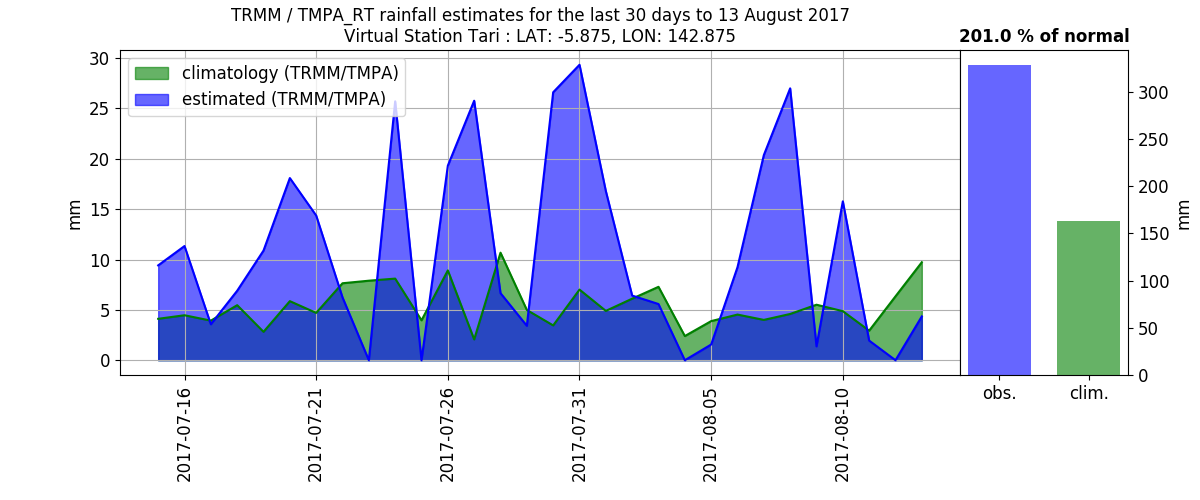 TRMM / TMPA_RT rainfall estimates for the last 30 days to 13 August 2017
Virtual Station Tari : LAT: -5.875, LON: 142.875
201.0 % of normal
climatology (TRMM/TMPA)
estimated (TRMM/TMPA)
30
25
20
15
10
5
0
mm
2017-07-16
2017-07-21
2017-07-26
2017-07-31
2017-08-05
2017-08-10
300
250
200
150
100
50
0
mm
obs.
clim.